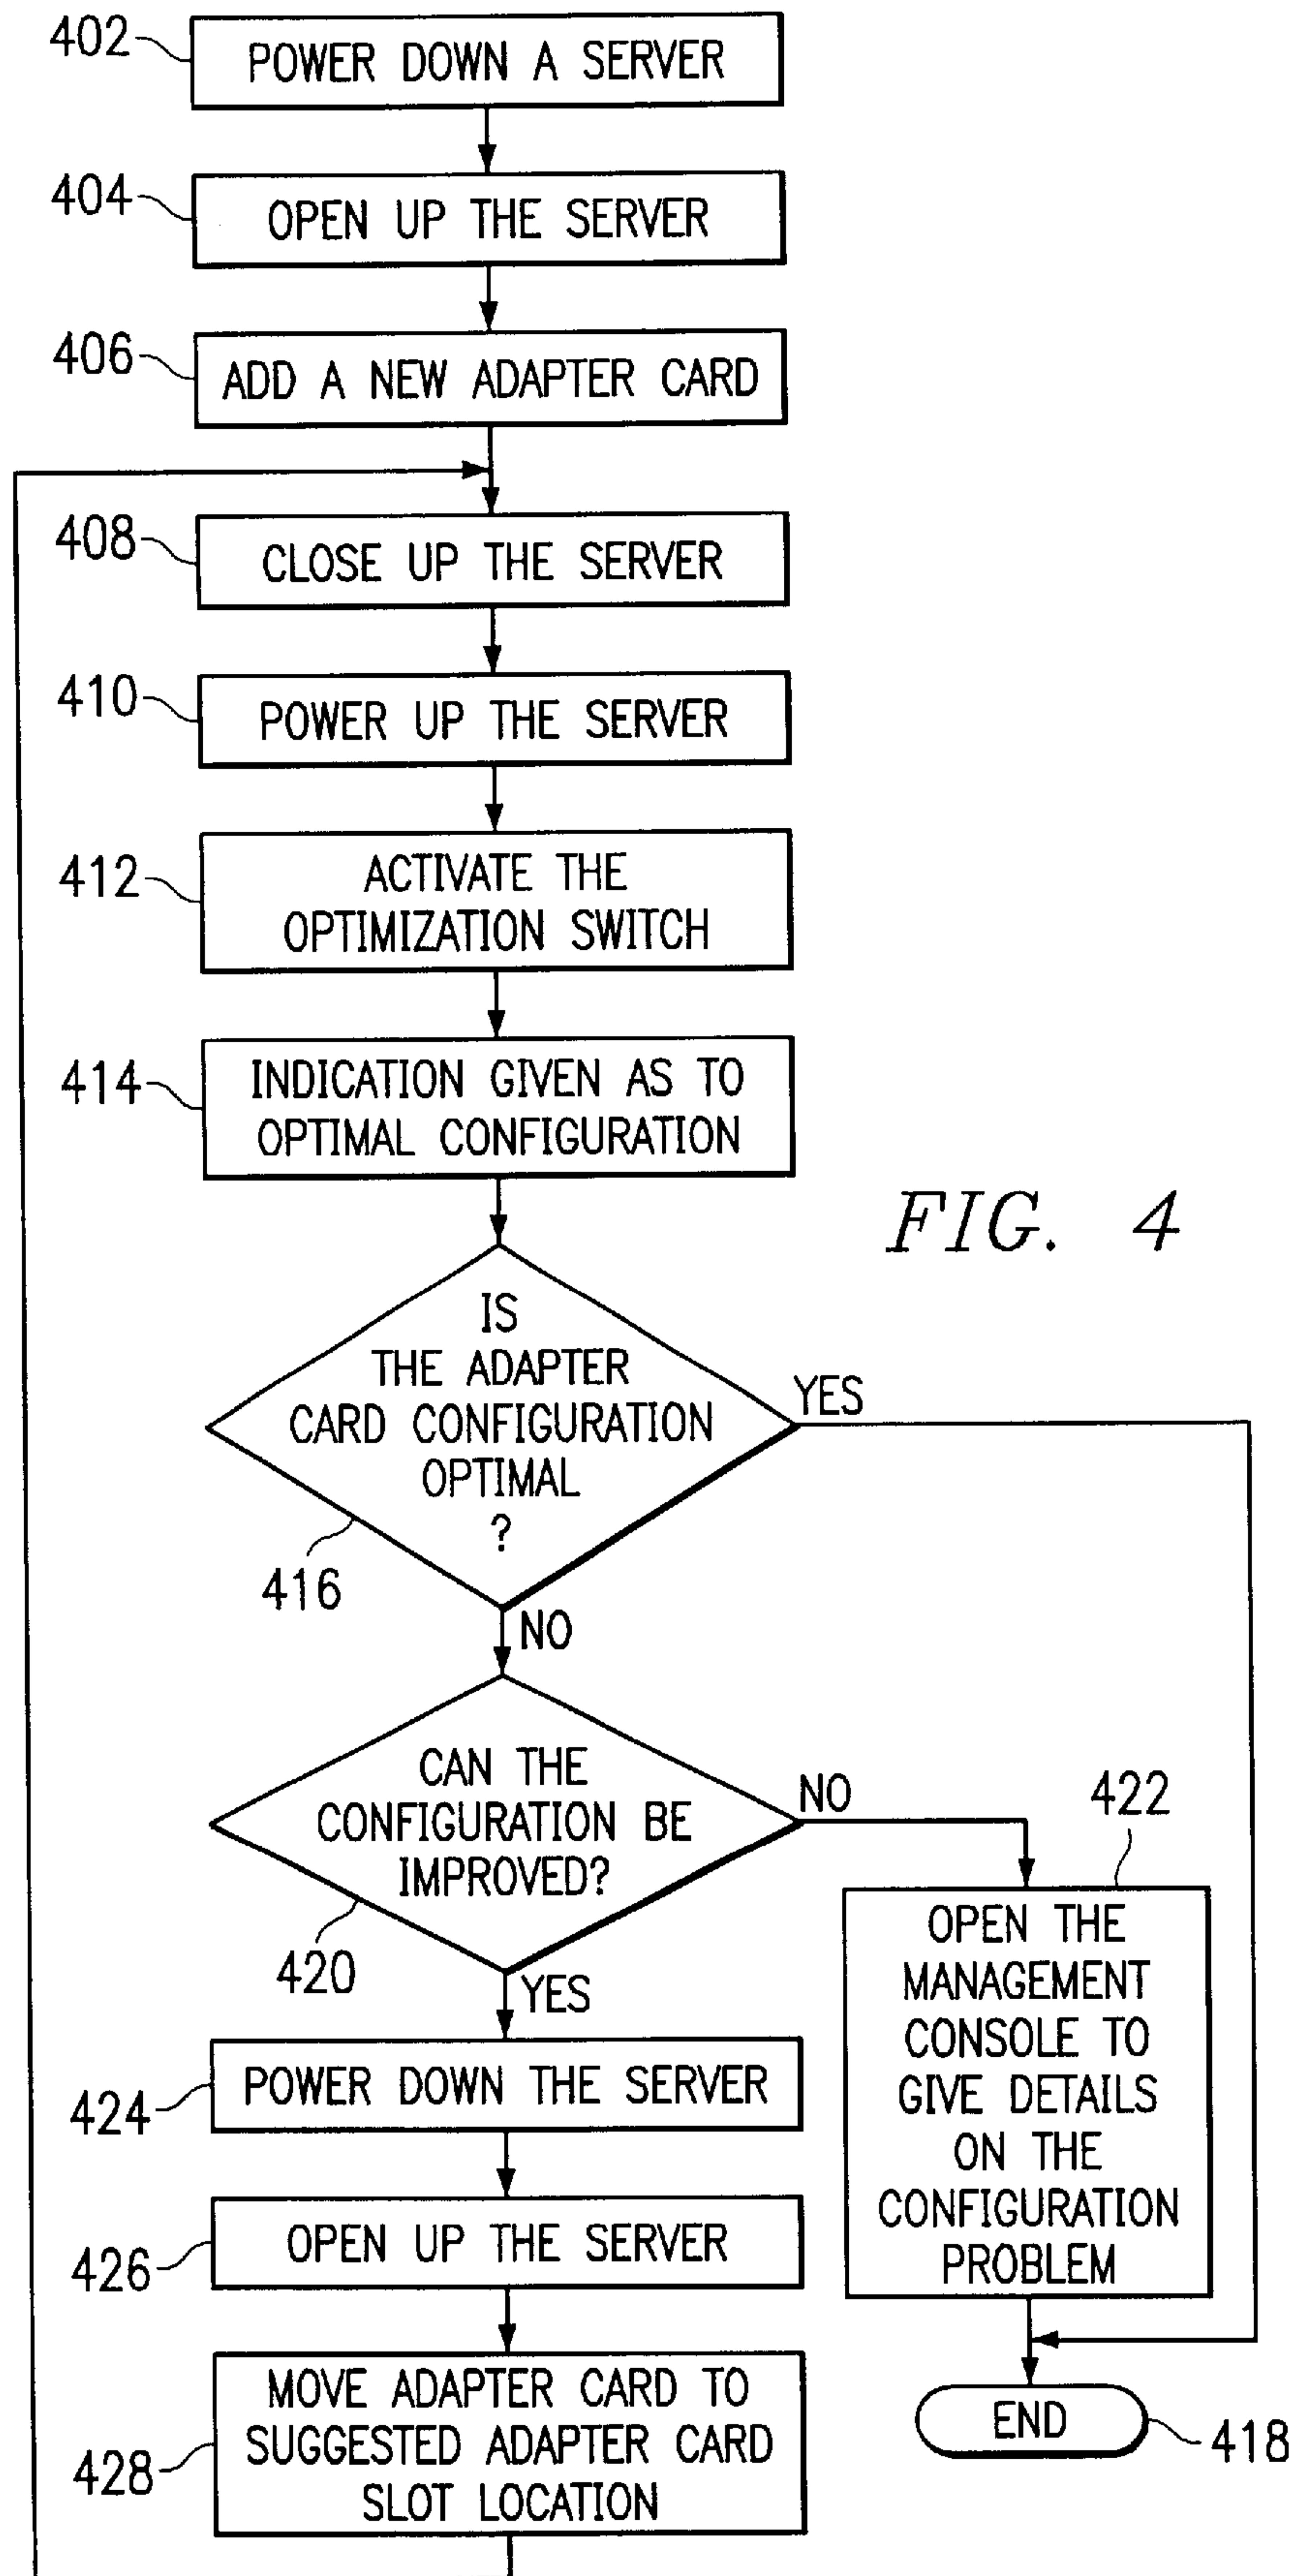 402
POWER DOWN A SERVER
404
OPEN UP THE SERVER
406
ADD A NEW ADAPTER CARD
408
CLOSE UP THE SERVER
410
POWER UP THE SERVER
412
ACTIVATE THE
OPTIMIZATION SWITCH
414
INDICATION GIVEN AS TO
OPTIMAL CONFIGURATION
FIG. 4
IS
THE ADAPTER
CARD CONFIGURATION
OPTIMAL
?
YES
416
NO
CAN THE
CONFIGURATION BE
IMPROVED?
NO
420
YES
422
OPEN THE
MANAGEMENT
CONSOLE TO
GIVE DETAILS
ON THE
CONFIGURATION
PROBLEM
424
POWER DOWN THE SERVER
426
OPEN UP THE SERVER
428
MOVE ADAPTER CARD TO
SUGGESTED ADAPTER CARD
SLOT LOCATION
END
418